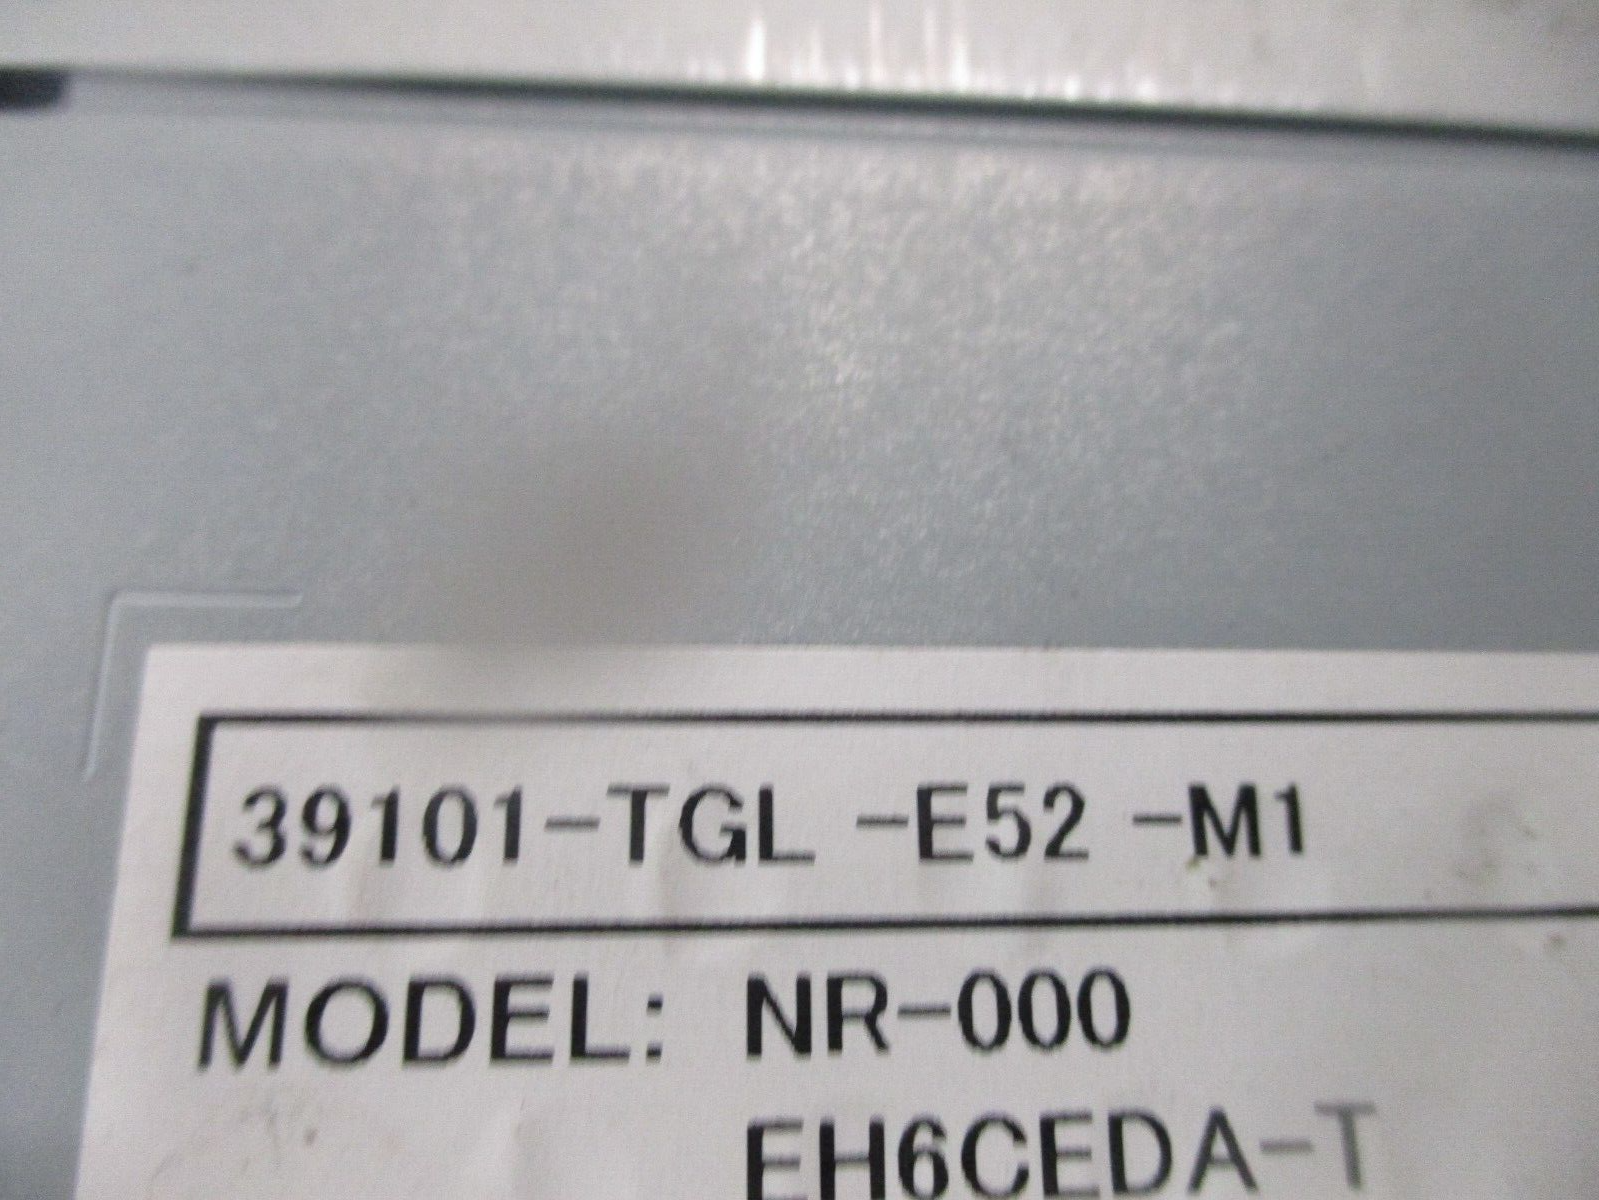 39101-TGL -E52 -M1
MODEL: NR-000
EH6CEDA-T